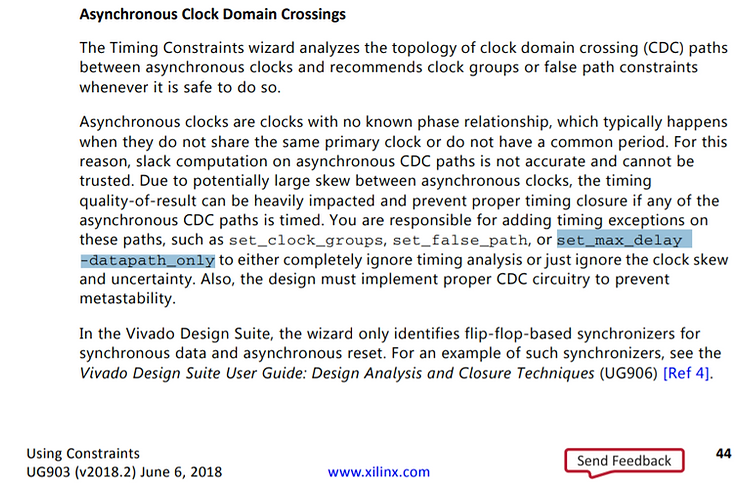 Asynchronous Clock Domain Crossings
The Timing Constraints wizard analyzes the topology of clock domain crossing (CDC) paths
between asynchronous clocks and recommends clock groups or false path constraints
whenever it is safe to do so.
Asynchronous clocks are clocks with no known phase relationship, which typically happens
when they do not share the same primary clock or do not have a common period. For this
reason, slack computation on asynchronous CDC paths is not accurate and cannot be
trusted. Due to potentially large skew between asynchronous clocks, the timing
quality-of-result can be heavily impacted and prevent proper timing closure if any of the
asynchronous CDC paths is timed. You are responsible for adding timing exceptions on
these paths, such as set_clock_groups, set_false_path, or set_max_delay
-datapath_only to either completely ignore timing analysis or just ignore the clock skew
and uncertainty. Also, the design must implement proper CDC circuitry to prevent
metastability.
In the Vivado Design Suite, the wizard only identifies flip-flop-based synchronizers for
synchronous data and asynchronous reset. For an example of such synchronizers, see the
Vivado Design Suite User Guide: Design Analysis and Closure Techniques (UG906) [Ref 4].
Using Constraints
UG903 (v2018.2) June 6, 2018
www.xilinx.com
Send Feedback
44